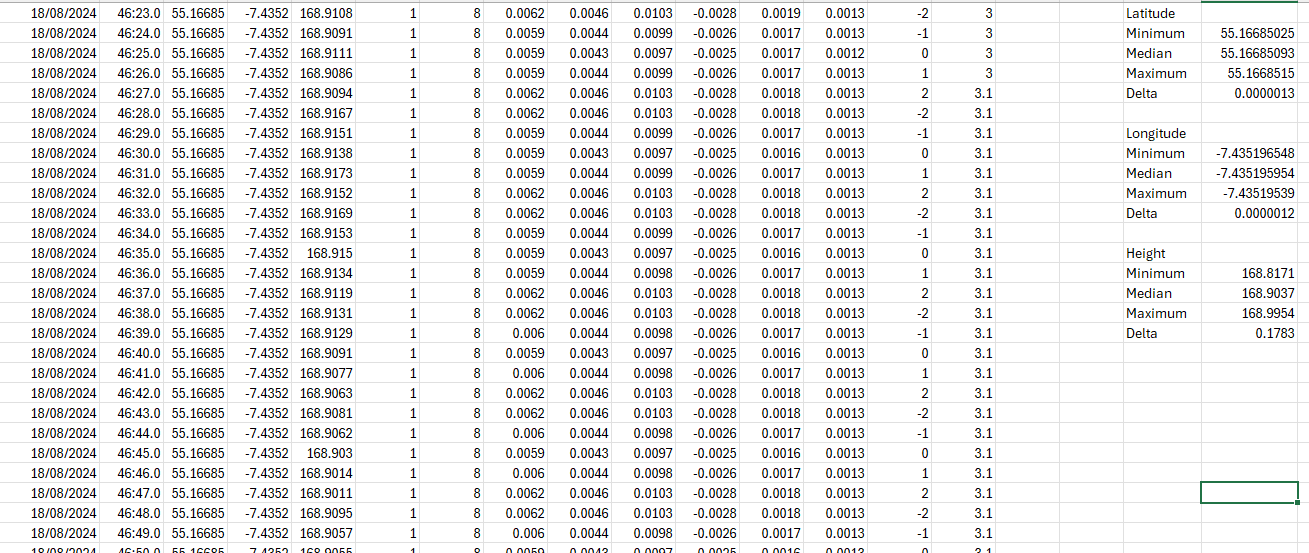 18/08/2024 46:23.0 55.16685 -7.4352 168.9108 1 8 0.0062 0.0046 0.0103 -0.0028 0.0019 0.0013 -2 3 Latitude
18/08/2024 46:24.0 55.16685 -7.4352 168.9091 1 8 0.0059 0.0044 0.0099 -0.0026 0.0017 0.0013 -1 3 Minimum 55.16685025
18/08/2024 46:25.0 55.16685 -7.4352 168.9111 1 8 0.0059 0.0043 0.0097 -0.0025 0.0017 0.0012 0 3 Median 55.16685093
18/08/2024 46:26.0 55.16685 -7.4352 168.9086 1 8 0.0059 0.0044 0.0099 -0.0026 0.0017 0.0013 1 3 Maximum 55.1668515
18/08/2024 46:27.0 55.16685 -7.4352 168.9094 1 8 0.0062 0.0046 0.0103 -0.0028 0.0018 0.0013 2 3.1 Delta 0.0000013
18/08/2024 46:28.0 55.16685 -7.4352 168.9167 1 8 0.0062 0.0046 0.0103 -0.0028 0.0018 0.0013 -2 3.1
18/08/2024 46:29.0 55.16685 -7.4352 168.9151 1 8 0.0059 0.0044 0.0099 -0.0026 0.0017 0.0013 -1 3.1 Longitude
18/08/2024 46:30.0 55.16685 -7.4352 168.9138 1 8 0.0059 0.0043 0.0097 -0.0025 0.0016 0.0013 0 3.1 Minimum -7.435196548
18/08/2024 46:31.0 55.16685 -7.4352 168.9173 1 8 0.0059 0.0044 0.0099 -0.0026 0.0017 0.0013 1 3.1 Median -7.435195954
18/08/2024 46:32.0 55.16685 -7.4352 168.9152 1 8 0.0062 0.0046 0.0103 -0.0028 0.0018 0.0013 2 3.1 Maximum -7.43519539
18/08/2024 46:33.0 55.16685 -7.4352 168.9169 1 8 0.0062 0.0046 0.0103 -0.0028 0.0018 0.0013 -2 3.1 Delta 0.0000012
18/08/2024 46:34.0 55.16685 -7.4352 168.9153 1 8 0.0059 0.0044 0.0099 -0.0026 0.0017 0.0013 -1 3.1
18/08/2024 46:35.0 55.16685 -7.4352 168.915 1 8 0.0059 0.0043 0.0097 -0.0025 0.0016 0.0013 0 3.1 Height
18/08/2024 46:36.0 55.16685 -7.4352 168.9134 1 8 0.0059 0.0044 0.0098 -0.0026 0.0017 0.0013 1 3.1 Minimum 168.8171
18/08/2024 46:37.0 55.16685 -7.4352 168.9119 1 8 0.0062 0.0046 0.0103 -0.0028 0.0018 0.0013 2 3.1 Median 168.9037
18/08/2024 46:38.0 55.16685 -7.4352 168.9131 1 8 0.0062 0.0046 0.0103 -0.0028 0.0018 0.0013 -2 3.1 Maximum 168.9954
18/08/2024 46:39.0 55.16685 -7.4352 168.9129 1 8 0.006 0.0044 0.0098 -0.0026 0.0017 0.0013 -1 3.1 Delta 0.1783
18/08/2024 46:40.0 55.16685 -7.4352 168.9091 1 8 0.0059 0.0043 0.0097 -0.0025 0.0016 0.0013 0 3.1
18/08/2024 46:41.0 55.16685 -7.4352 168.9077 1 8 0.006 0.0044 0.0098 -0.0026 0.0017 0.0013 1 3.1
18/08/2024 46:42.0 55.16685 -7.4352 168.9063 1 8 0.0062 0.0046 0.0103 -0.0028 0.0018 0.0013 2 3.1
18/08/2024 46:43.0 55.16685 -7.4352 168.9081 1 8 0.0062 0.0046 0.0103 -0.0028 0.0018 0.0013 -2 3.1
18/08/2024 46:44.0 55.16685 -7.4352 168.9062 1 8 0.006 0.0044 0.0098 -0.0026 0.0017 0.0013 -1 3.1
18/08/2024 46:45.0 55.16685 -7.4352 168.903 1 8 0.0059 0.0043 0.0097 -0.0025 0.0016 0.0013 0 3.1
18/08/2024 46:46.0 55.16685 -7.4352 168.9014 1 8 0.006 0.0044 0.0098 -0.0026 0.0017 0.0013 1 3.1
18/08/2024 46:47.0 55.16685 -7.4352 168.9011 1 8 0.0062 0.0046 0.0103 -0.0028 0.0018 0.0013 2 3.1
18/08/2024 46:48.0 55.16685 -7.4352 168.9095 1 8 0.0062 0.0046 0.0103 -0.0028 0.0018 0.0013 -2 3.1
18/08/2024 46:49.0 55.16685 -7.4352 168.9057 1 8 0.006 0.0044 0.0098 -0.0026 0.0017 0.0013 -1 3.1
18/08/2024 46:50.0 55.16685 -7.4352 168.9055 1 8 0.0059 0.0043 0.0097 -0.0025 0.0016 0.0013 0 3.1